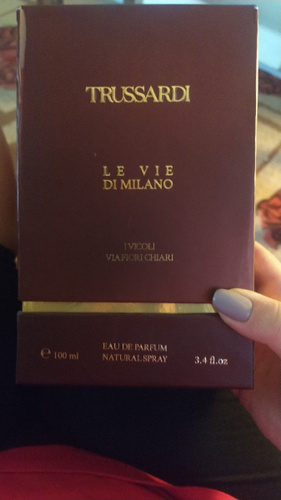 TRUSSARDI
LE VIE
DI MILANO
I VICOLI
VIA FIORI CHIARI
℮ 100 ml
EAU DE PARFUM
NATURAL SPRAY
3.4 fl.oz